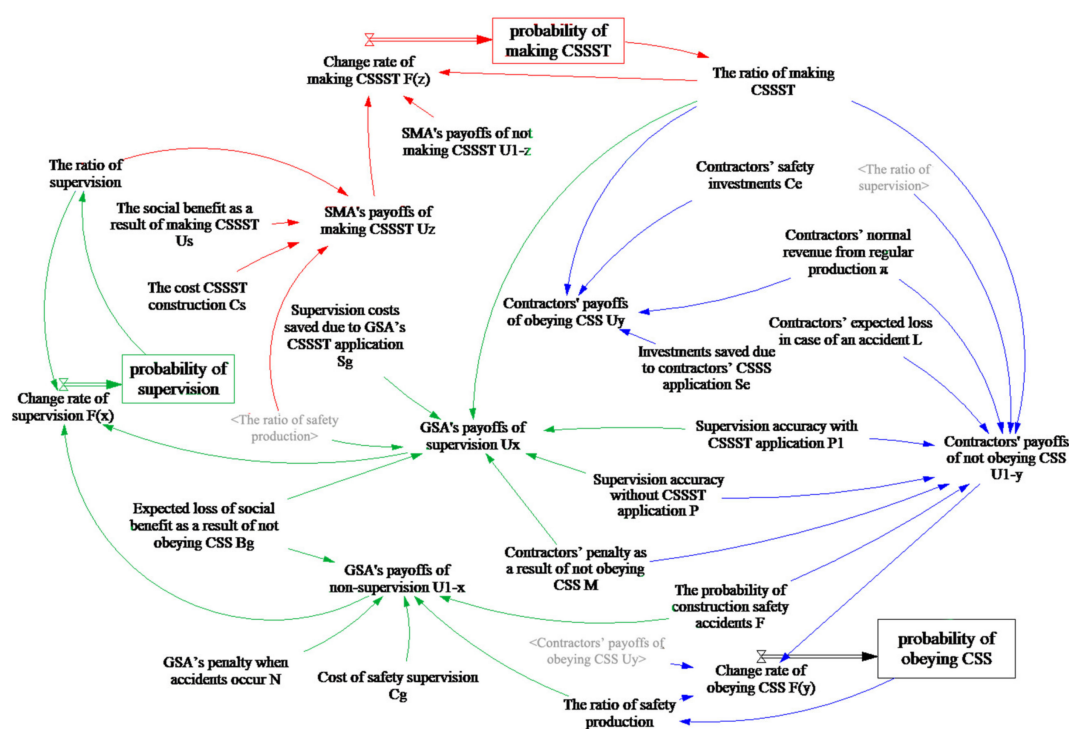 probability of
making CSSST
Change rate of
making CSSST F(z)
The ratio of making
CSSST
SMA's payoffs of not
making CSSST U1-z
The ratio of
supervision
Contractors' safety
investments Ce
<The ratio of
supervision>
The social benefit as a
result of making CSSST
Us
SMA's payoffs of
making CSSST Uz
Contractors' normal
revenue from regular
production π
The cost CSSST
construction Cs
Supervision costs
saved due to GSA's
CSSST application
Sg
Contractors' payoffs
of obeying CSS Uy
Contractors' expected loss
in case of an accident L
Investments saved due
to contractors' CSSS
application Se
probability of
supervision
Change rate of
supervision F(x)
<The ratio of safety
production>
GSA's payoffs of
supervision Ux
Supervision accuracy with
CSSST application P1
Contractors' payoffs
of not obeying CSS
U1-y
Supervision accuracy
without CSSST
application P
Expected loss of social
benefit as a result of not
obeying CSS Bg
Contractors' penalty as
a result of not obeying
CSS M
GSA's payoffs of
non-supervision U1-x
The probability of
construction safety
accidents F
<Contractors' payoffs of
obeying CSS Uy>
probability of
obeying CSS
GSA's penalty when
accidents occur N
Cost of safety supervision
Cg
Change rate of
obeying CSS F(y)
The ratio of safety
production